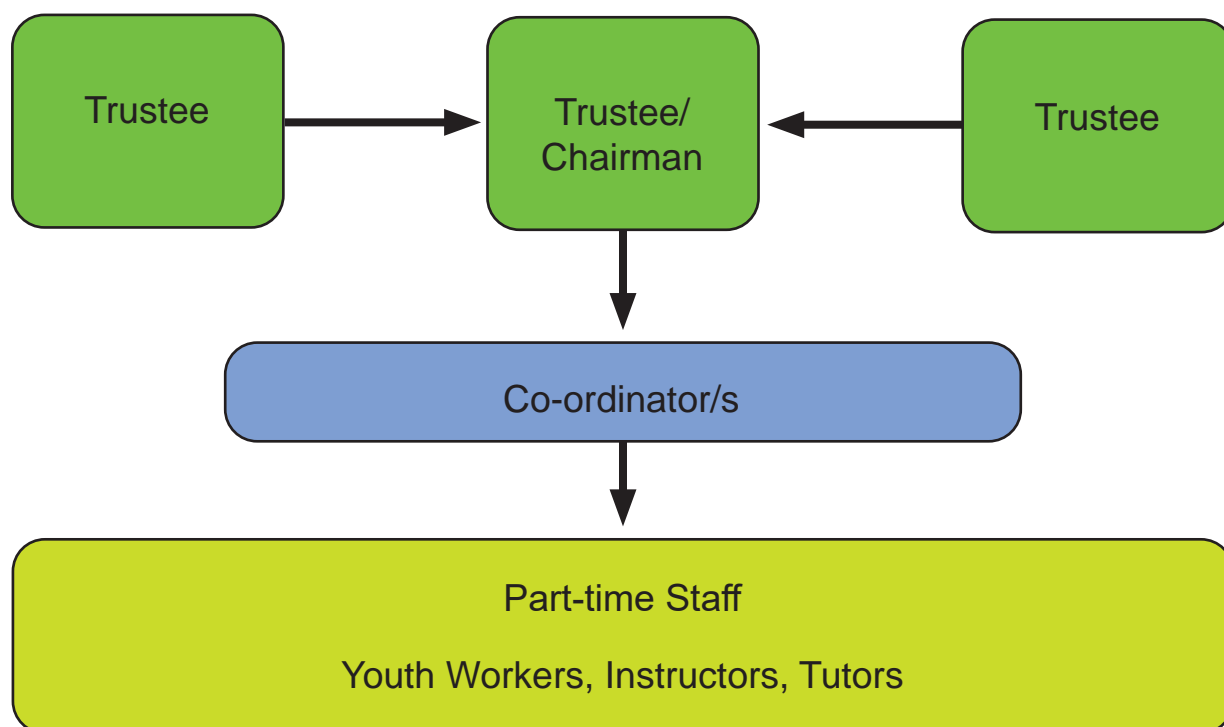 Trustee
Trustee/
Chairman
Trustee
Co-ordinator/s
Part-time Staff
Youth Workers, Instructors, Tutors